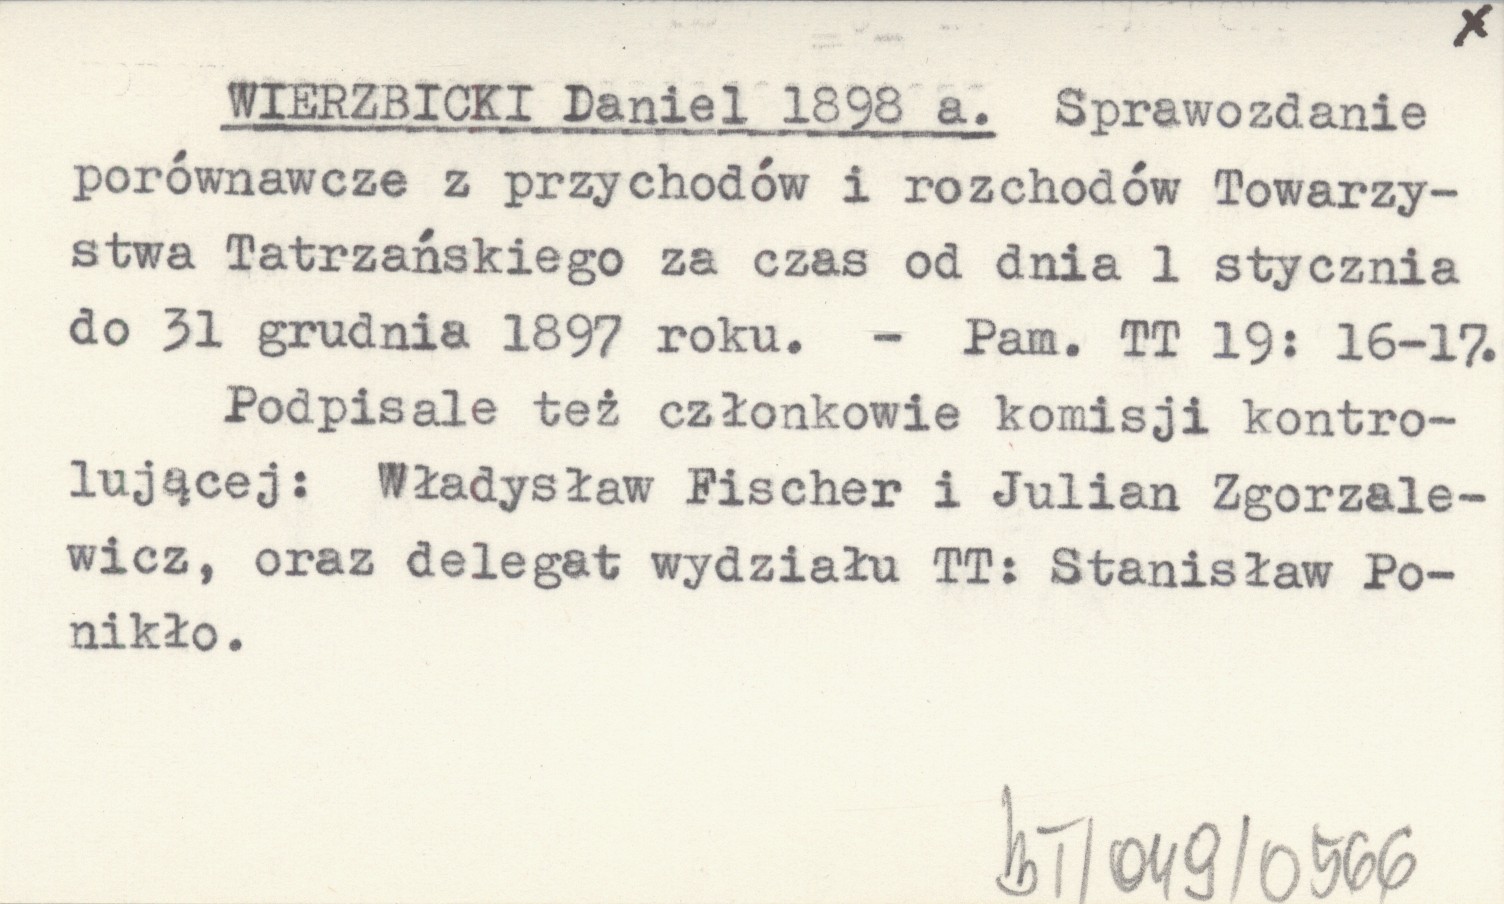 x
WIERZBICKI Daniel 1898 a. Sprawozdanie
porównawcze z przychodów i rozchodów Towarzy-
stwa Tatrzańskiego za czas od dnia 1 stycznia
do 31 grudnia 1897 roku. - Pam. TT 19: 16-17.
Podpisale też członkowie komisji kontro-
lującej: Władysław Fischer i Julian Zgorzale-
wicz, oraz delegat wydziału TT: Stanisław Po-
nikło.
bT/049/0566